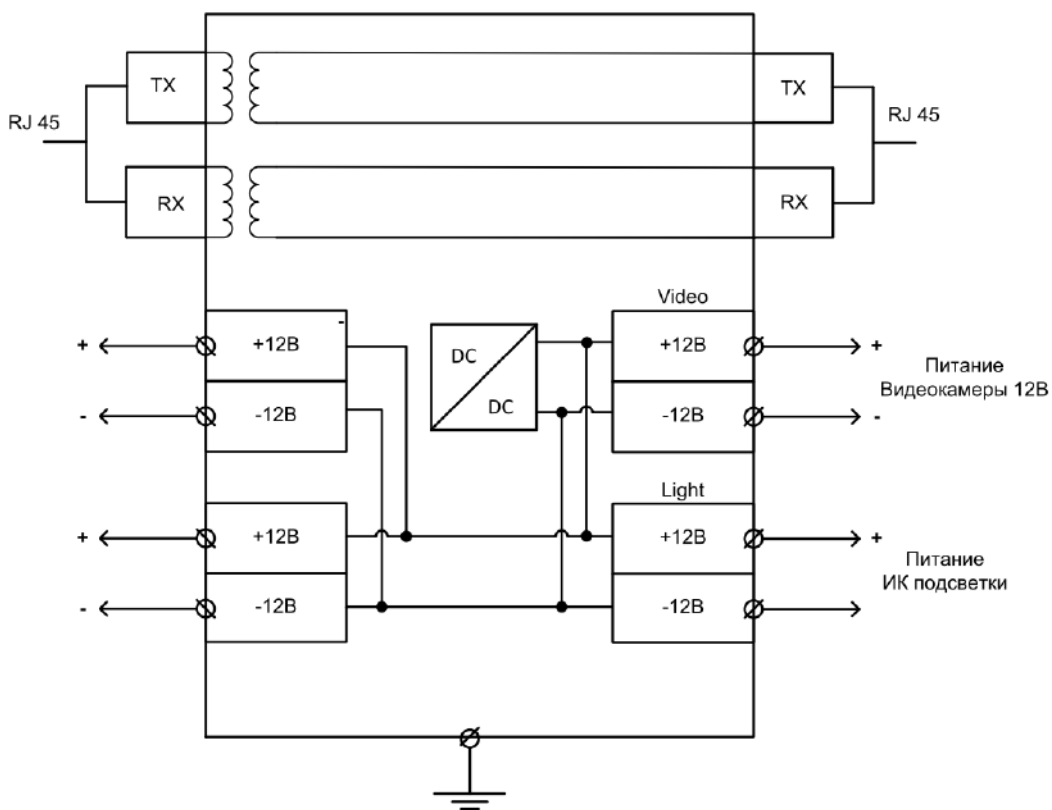 TX
TX
RJ 45
RJ 45
RX
RX
Video
+ +12В - DC +12В +
Питание
Видеокамеры 12В
- -12В DC -12В -
Light
+ +12В +12В +
Питание
ИК подсветки
- -12В -12В